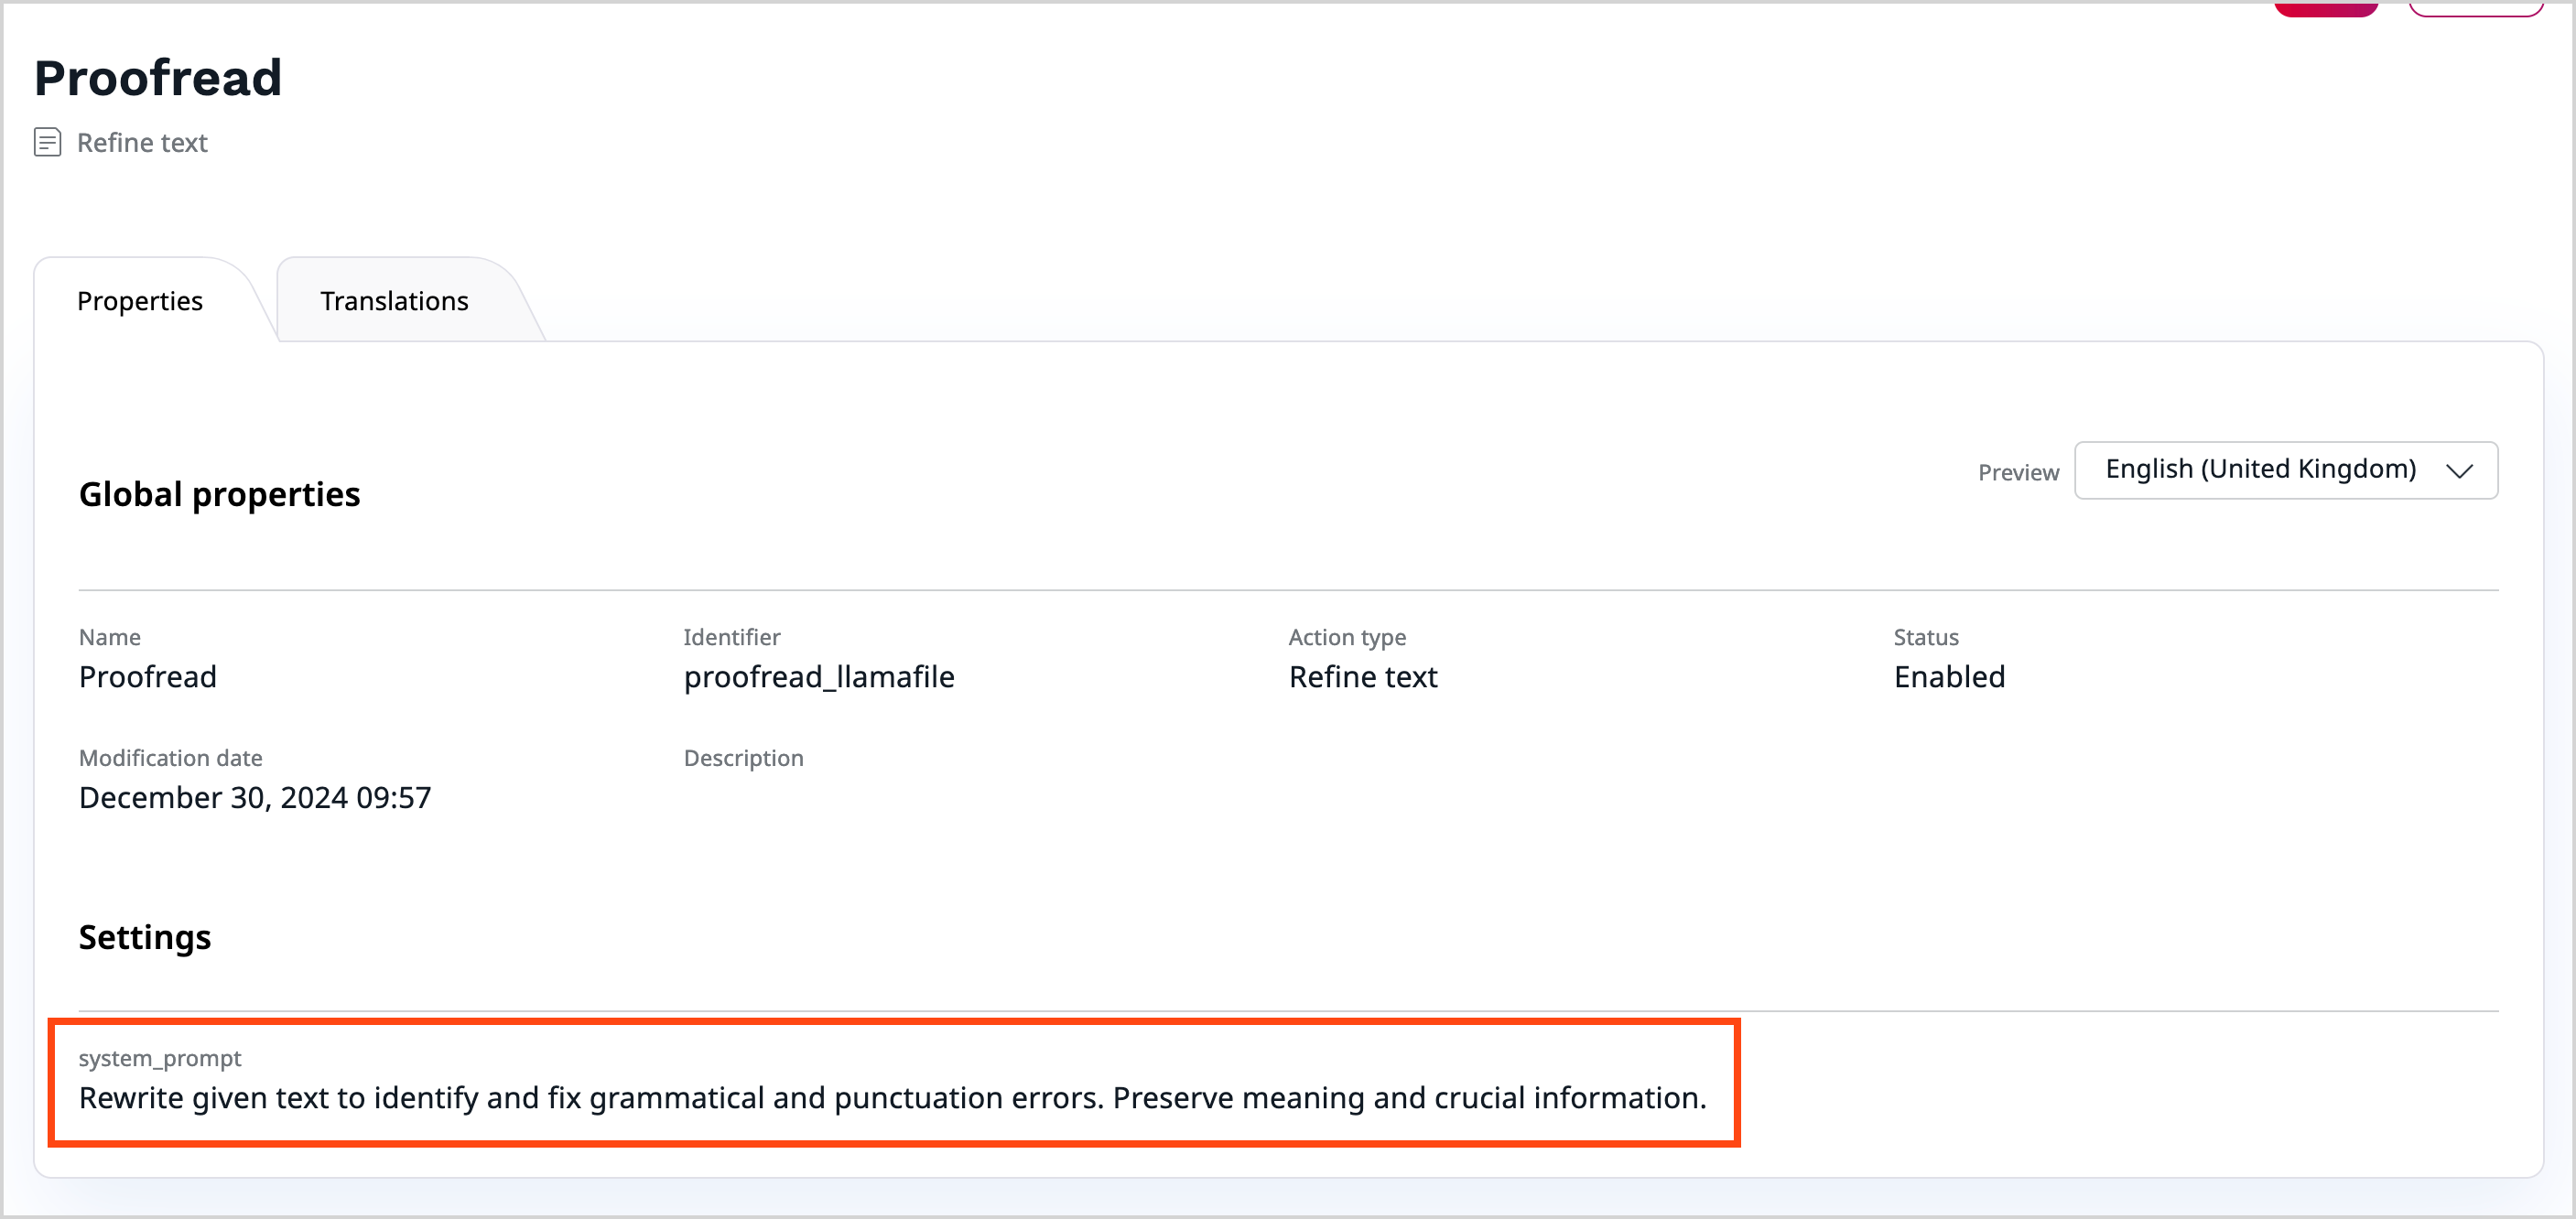 Proofread
Refine text
Properties
Translations
Global properties
Preview
English (United Kingdom)
Name
Identifier
Action type
Status
Proofread
proofread_llamafile
Refine text
Enabled
Modification date
Description
December 30, 2024 09:57
Settings
system_prompt
Rewrite given text to identify and fix grammatical and punctuation errors. Preserve meaning and crucial information.